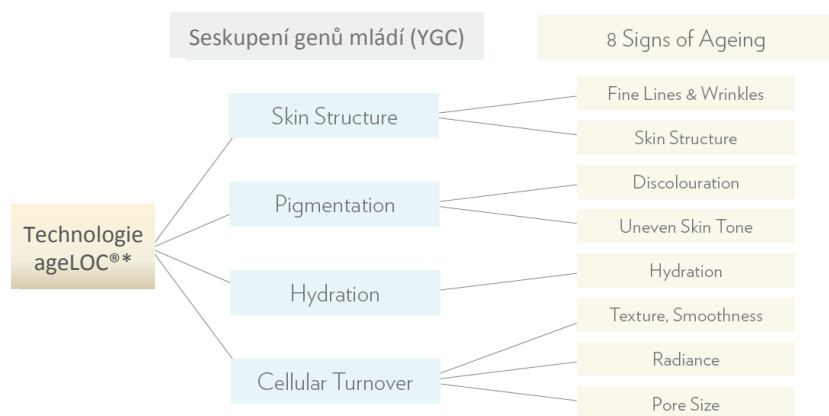 Seskupení genů mládí (YGC)
8 Signs of Ageing
Technologie
ageLOC®*
Skin Structure
Fine Lines & Wrinkles
Skin Structure
Pigmentation
Discolouration
Uneven Skin Tone
Hydration
Hydration
Cellular Turnover
Texture, Smoothness
Radiance
Pore Size